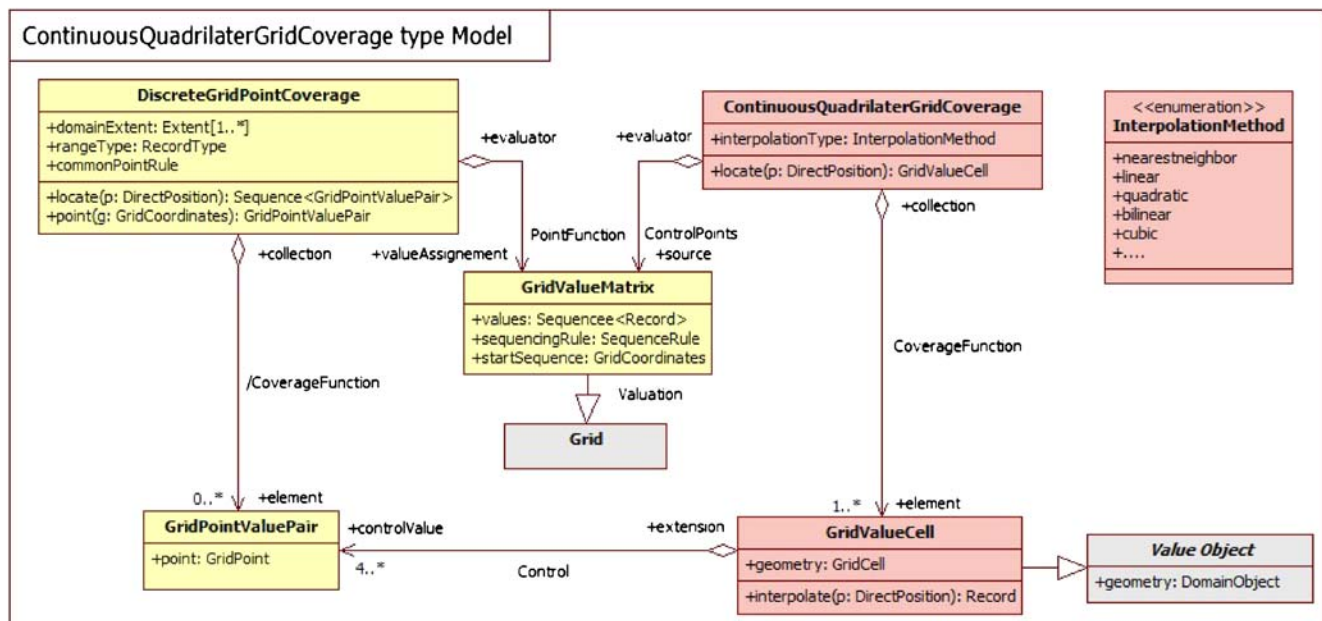 ContinuousQuadrilaterGridCoverage type Model
DiscreteGridPointCoverage
+domainExtent: Extent[1..*]
+rangeType: RecordType
+commonPointRule
+locate(p: DirectPosition): Sequence<GridPointValuePair>
+point(g: GridCoordinates): GridPointValuePair
ContinuousQuadrilaterGridCoverage
+interpolationType: InterpolationMethod
+locate(p: DirectPosition): GridValueCell
<<enumeration>>
InterpolationMethod
+nearestneighbor
+linear
+quadratic
+bilinear
+cubic
+....
+evaluator
+evaluator
+collection
+valueAssignement
PointFunction
ControlPoints
+source
+collection
GridValueMatrix
+values: Sequencee<Record>
+sequencingRule: SequenceRule
+startSequence: GridCoordinates
/CoverageFunction
CoverageFunction
Valuation
Grid
0..*
+element
1..*
+element
GridPointValuePair
+point: GridPoint
+controlValue
4..*
Control
+extension
GridValueCell
+geometry: GridCell
+interpolate(p: DirectPosition): Record
Value Object
+geometry: DomainObject